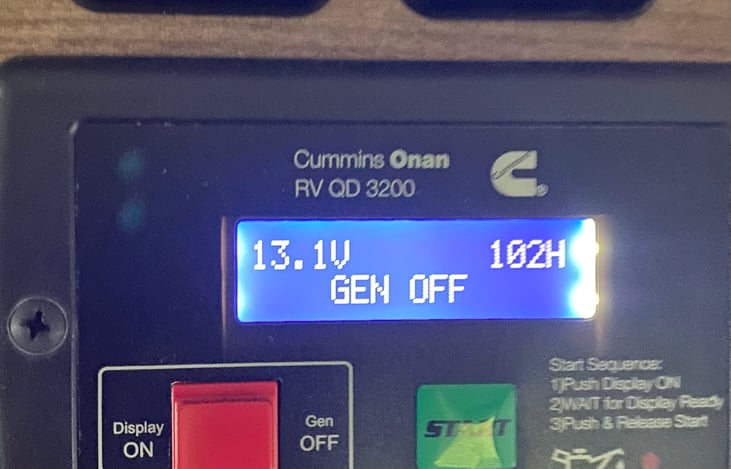 Cummins Onan
RV QD 3200
13.1V 102H
GEN OFF
Display
ON
Gen
OFF
START
Start Sequence:
1)Push Display ON
2)WAIT for Display Ready
3)Push & Release Start